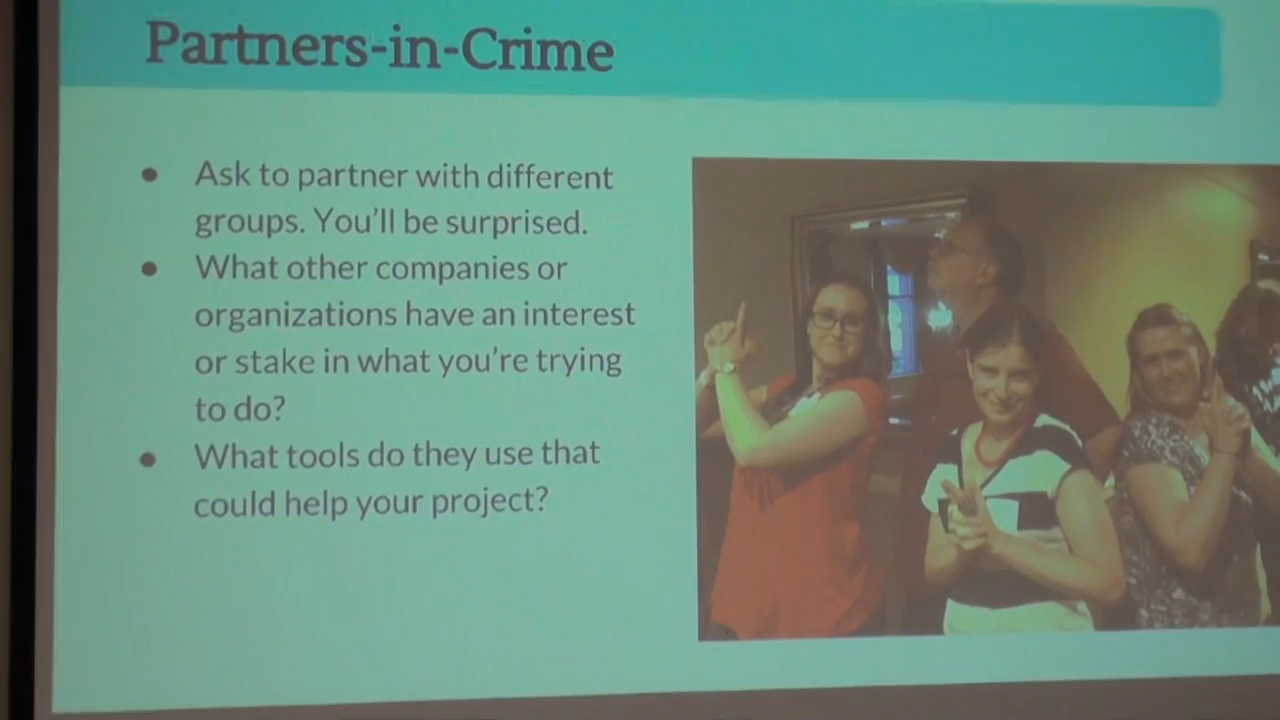 Partners-in-Crime
● Ask to partner with different
groups. You'll be surprised.
● What other companies or
organizations have an interest
or stake in what you're trying
to do?
● What tools do they use that
could help your project?